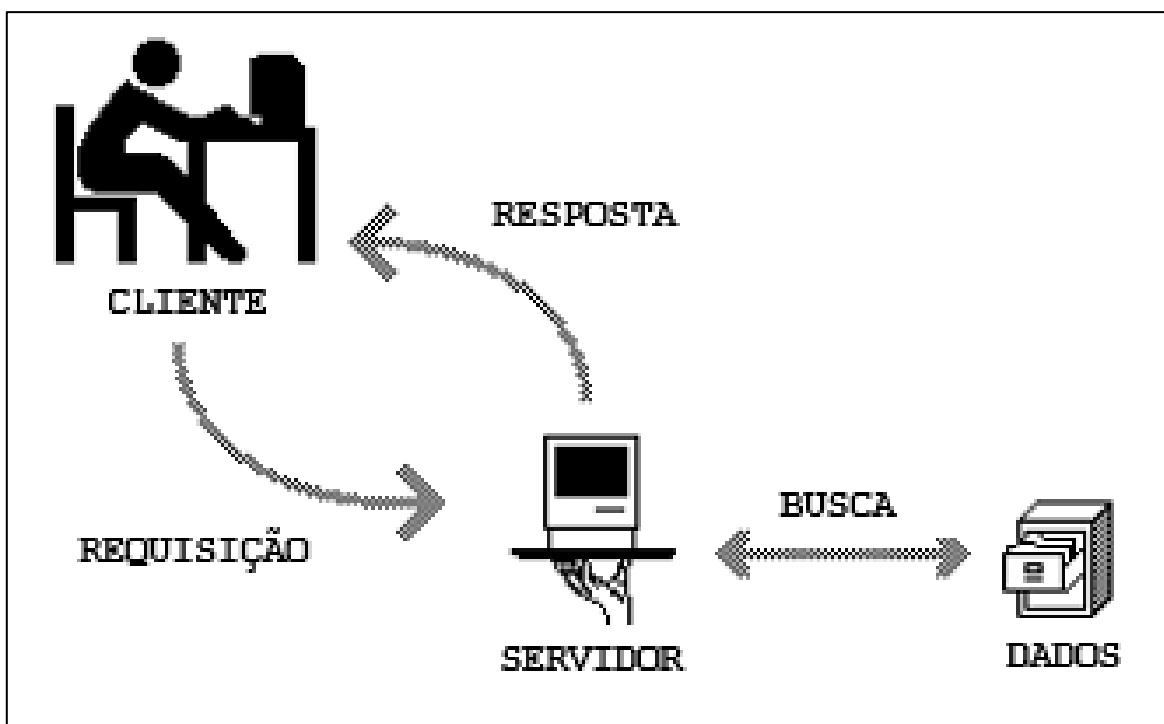 RESPOSTA
CLIENTE
BUSCA
REQUISIÇÃO
SERVIDOR
DADOS